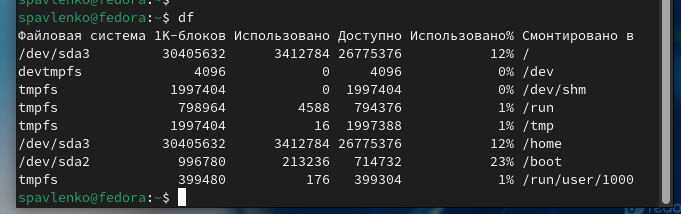 spavlenko@fedora:~$ df
Файловая система 1K-блоков Использовано Доступно Использовано% Смонтировано в
/dev/sda3 30405632 3412784 26775376 12% /
devtmpfs 4096 0 4096 0% /dev
tmpfs 1997404 0 1997404 0% /dev/shm
tmpfs 798964 4588 794376 1% /run
tmpfs 1997404 16 1997388 1% /tmp
/dev/sda3 30405632 3412784 26775376 12% /home
/dev/sda2 996780 213236 714732 23% /boot
tmpfs 399480 176 399304 1% /run/user/1000
spavlenko@fedora:~$